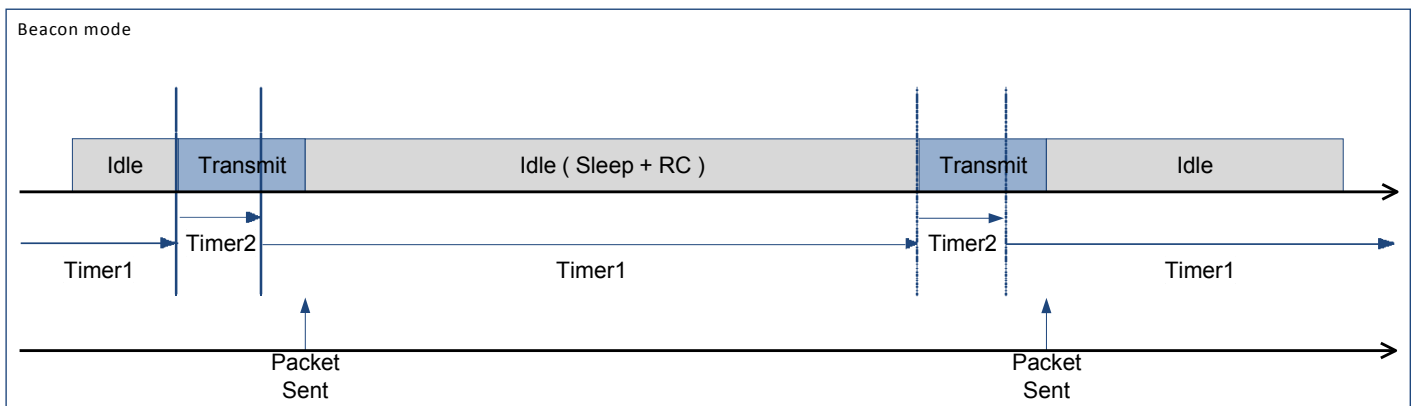 Beacon mode
Idle Transmit Idle ( Sleep + RC ) Transmit Idle
Timer2 Timer2
Timer1 Timer1 Timer1
Packet Packet
Sent Sent